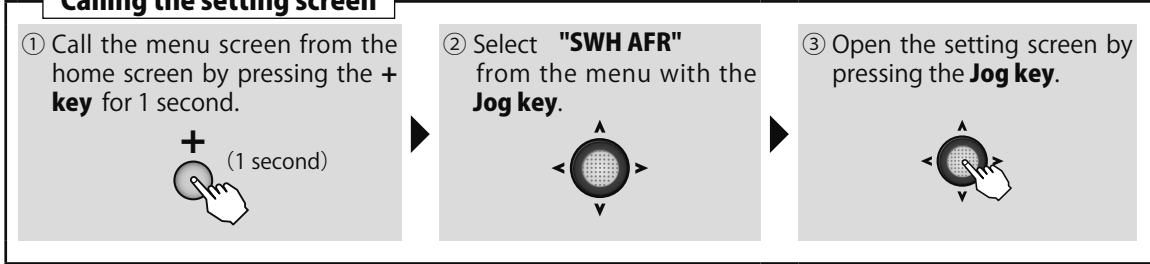 Calling the setting screen
① Call the menu screen from the
home screen by pressing the +
key for 1 second.
+
(1 second)
② Select "SWH AFR"
from the menu with the
Jog key.
③ Open the setting screen by
pressing the Jog key.